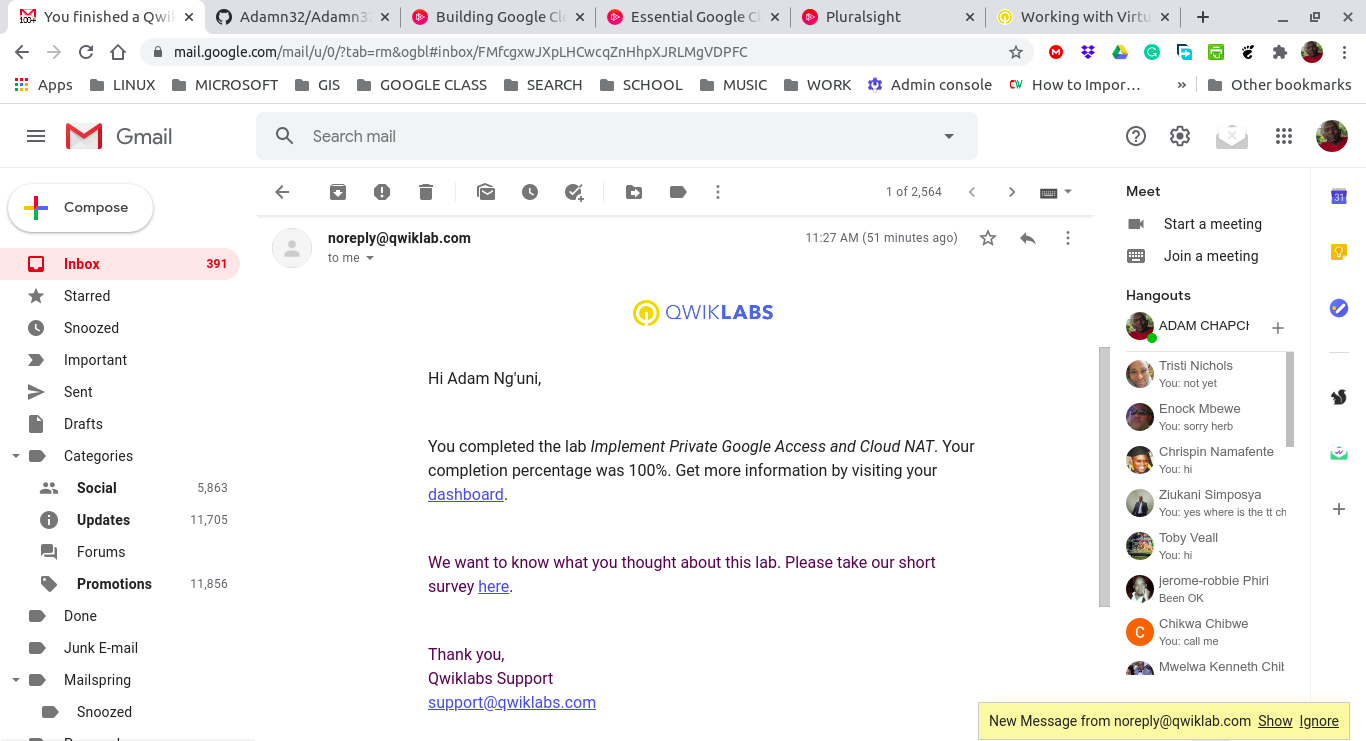 100+
You finished a Qwi
Adamn32/Adamn3
Building Google Cl
Essential Google C
Pluralsight
Working with Virtu
mail.google.com/mail/u/0/?tab=rm&ogbl#inbox/FMfcgxwJXpLHCwcqZnHhpXJRLMgVDPFC
Apps
LINUX
MICROSOFT
GIS
GOOGLE CLASS
SEARCH
SCHOOL
MUSIC
WORK
Admin console
How to Impor…
»
Other bookmarks
Gmail
Search mail
Compose
Inbox 391
Starred
Snoozed
Important
Sent
Drafts
Categories
Social 5,863
Updates 11,705
Forums
Promotions 11,856
Done
Junk E-mail
Mailspring
Snoozed
1 of 2,564
noreply@qwiklab.com
11:27 AM (51 minutes ago)
to me
QWIKLABS
Hi Adam Ng'uni,
You completed the lab Implement Private Google Access and Cloud NAT. Your
completion percentage was 100%. Get more information by visiting your
dashboard.
We want to know what you thought about this lab. Please take our short
survey here.
Thank you,
Qwiklabs Support
support@qwiklabs.com
Meet
Start a meeting
Join a meeting
Hangouts
ADAM CHAPCH
Tristi Nichols
You: not yet
Enock Mbewe
You: sorry herb
Chrispin Namafente
You: hi
Ziukani Simposya
You: yes where is the tt ch
Toby Veall
You: hi
jerome-robbie Phiri
Been OK
C
Chikwa Chibwe
You: call me
Mwelwa Kenneth Chit
31
New Message from noreply@qwiklab.com Show Ignore